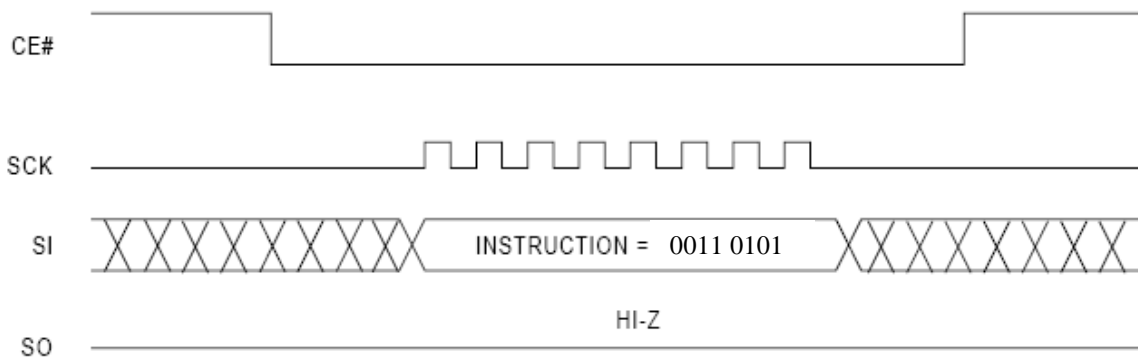 CE#
SCK
SI INSTRUCTION = 0011 0101
HI-Z
SO